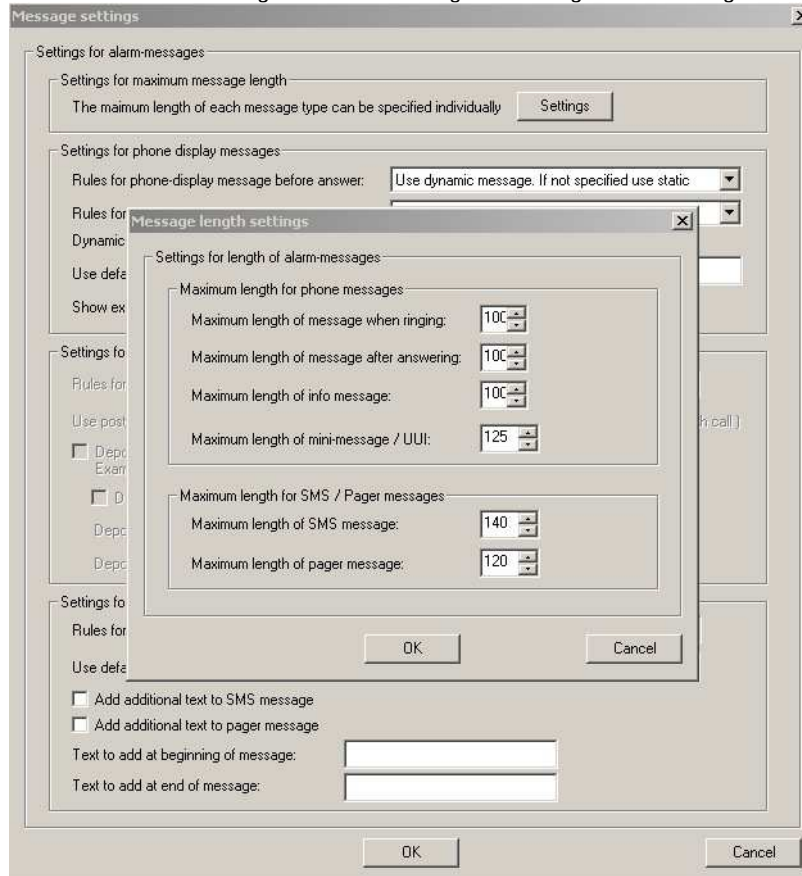 Message settings
Settings for alarm-messages
Settings for maximum message length
The maimum length of each message type can be specified individually Settings
Settings for phone display messages
Rules for phone-display message before answer: Use dynamic message. If not specified use static
Rules for
Dynamic
Use defa
Show ex
Message length settings
Settings for length of alarm-messages
Maximum length for phone messages
Maximum length of message when ringing: 100
Maximum length of message after answering: 100
Maximum length of info message: 100
Maximum length of mini-message / UUI: 125
Maximum length for SMS / Pager messages
Maximum length of SMS message: 140
Maximum length of pager message: 120
OK Cancel
Settings fo
Rules for
Use post h call )
Depo
Exam
D
Depo
Depo
Settings fo
Rules for
Use defa
Add additional text to SMS message
Add additional text to pager message
Text to add at beginning of message:
Text to add at end of message:
OK Cancel